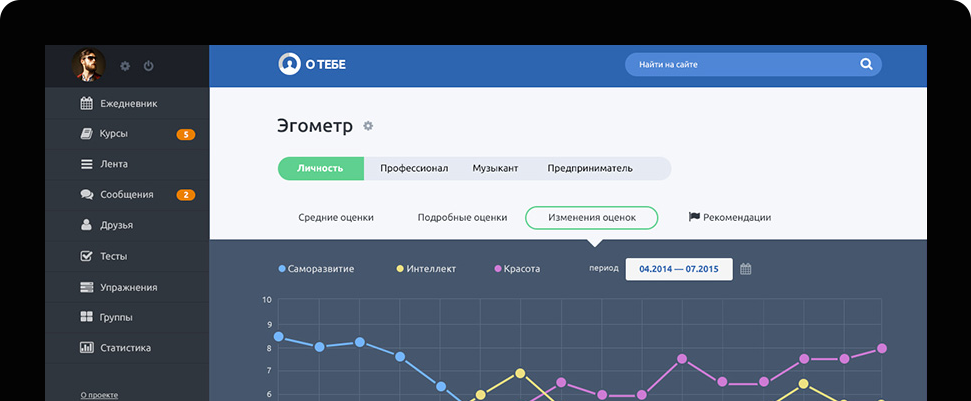 О ТЕБЕ
Найти на сайте
Ежедневник
Курсы 5
Лента
Сообщения 2
Друзья
Тесты
Упражнения
Группы
Статистика
О проекте
Эгометр
Личность Профессионал Музыкант Предприниматель
Средние оценки Подробные оценки Изменения оценок Рекомендации
Саморазвитие Интеллект Красота период 04.2014 — 07.2015
10
9
8
7
6